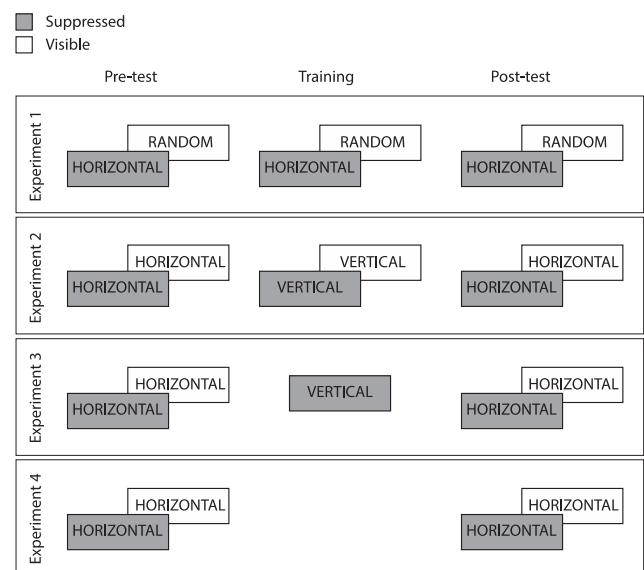 Suppressed
Visible
Pre-test Training Post-test
Experiment 1
RANDOM RANDOM RANDOM
HORIZONTAL HORIZONTAL HORIZONTAL
Experiment 2
HORIZONTAL VERTICAL HORIZONTAL
HORIZONTAL VERTICAL HORIZONTAL
Experiment 3
HORIZONTAL HORIZONTAL
VERTICAL
HORIZONTAL HORIZONTAL
Experiment 4
HORIZONTAL HORIZONTAL
HORIZONTAL HORIZONTAL